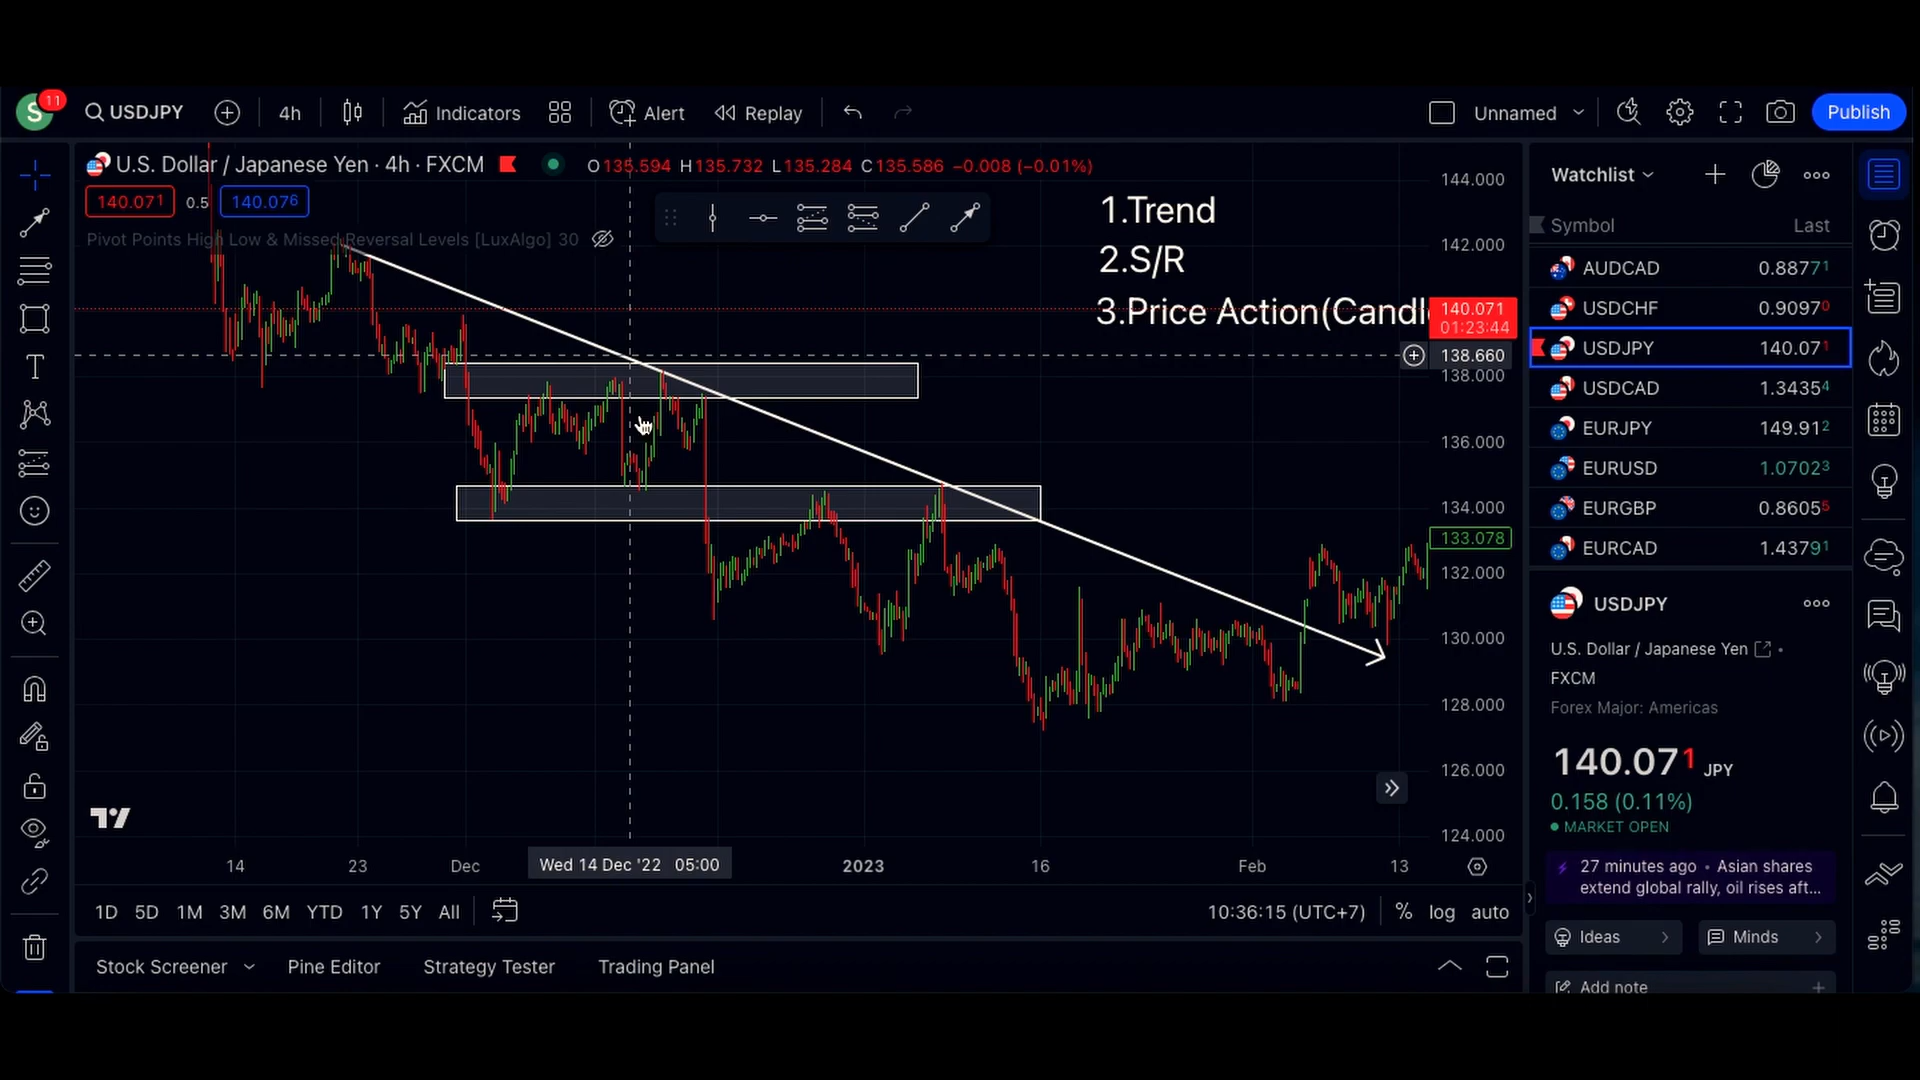 S 11 USDJPY 4h Indicators Alert Replay Unnamed Publish
U.S. Dollar / Japanese Yen · 4h · FXCM O135.594 H135.732 L135.284 C135.586 −0.008 (−0.01%)
140.071 0.5 140.076
Pivot Points High Low & Missed Reversal Levels [LuxAlgo] 30
1.Trend
2.S/R
3.Price Action(Candl
144.000
142.000
140.071
01:23:44
138.660
138.000
136.000
134.000
133.078
132.000
130.000
128.000
126.000
124.000
14 23 Dec Wed 14 Dec '22 05:00 2023 16 Feb 13
1D 5D 1M 3M 6M YTD 1Y 5Y All 10:36:15 (UTC+7) % log auto
Stock Screener Pine Editor Strategy Tester Trading Panel
Watchlist
Symbol Last
AUDCAD 0.88771
USDCHF 0.90970
USDJPY 140.071
USDCAD 1.34354
EURJPY 149.912
EURUSD 1.07023
EURGBP 0.86055
EURCAD 1.43791
USDJPY
U.S. Dollar / Japanese Yen •
FXCM
Forex Major: Americas
140.071 JPY
0.158 (0.11%)
MARKET OPEN
27 minutes ago • Asian shares
extend global rally, oil rises aft...
Ideas Minds
Add note